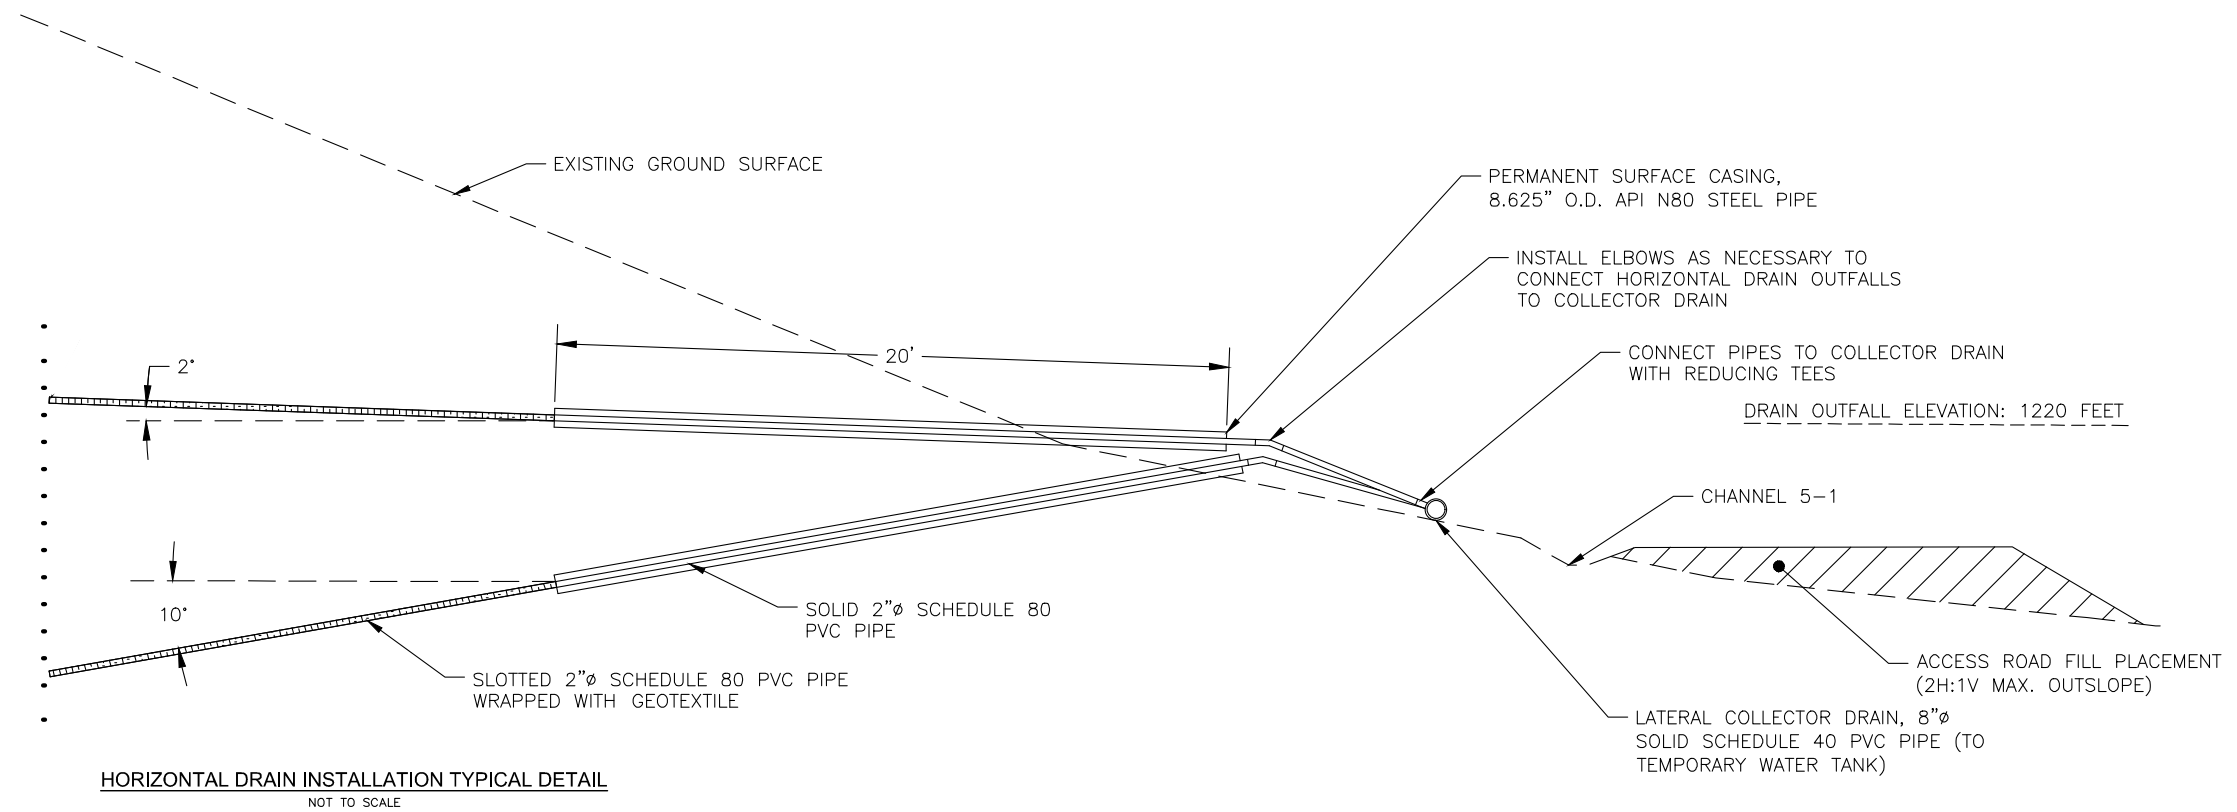 EXISTING GROUND SURFACE
PERMANENT SURFACE CASING,
8.625" O.D. API N80 STEEL PIPE
INSTALL ELBOWS AS NECESSARY TO
CONNECT HORIZONTAL DRAIN OUTFALLS
TO COLLECTOR DRAIN
20'
2°
CONNECT PIPES TO COLLECTOR DRAIN
WITH REDUCING TEES
DRAIN OUTFALL ELEVATION: 1220 FEET
CHANNEL 5-1
10°
SOLID 2"ø SCHEDULE 80
PVC PIPE
SLOTTED 2"ø SCHEDULE 80 PVC PIPE
WRAPPED WITH GEOTEXTILE
ACCESS ROAD FILL PLACEMENT
(2H:1V MAX. OUTSLOPE)
LATERAL COLLECTOR DRAIN, 8"ø
SOLID SCHEDULE 40 PVC PIPE (TO
TEMPORARY WATER TANK)
HORIZONTAL DRAIN INSTALLATION TYPICAL DETAIL
NOT TO SCALE